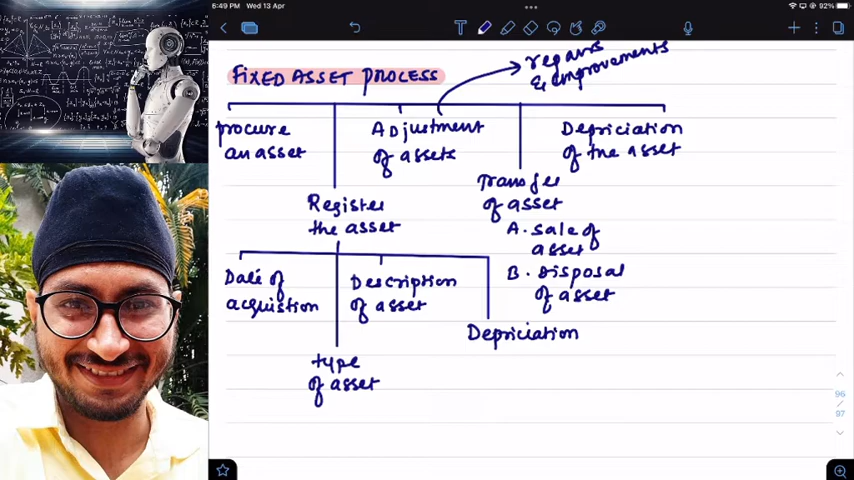 6:49 PM Wed 13 Apr
92%
FIXED ASSET PROCESS
repairs
& emprovements
procure
an asset
Adjustment
of assets
Depriciation
of the asset
Transfer
of asset
A. sale of
asset
B. Disposal
of asset
Register
the asset
Date of
acquistion
Description
of asset
Depriciation
type
of asset
96
/
97